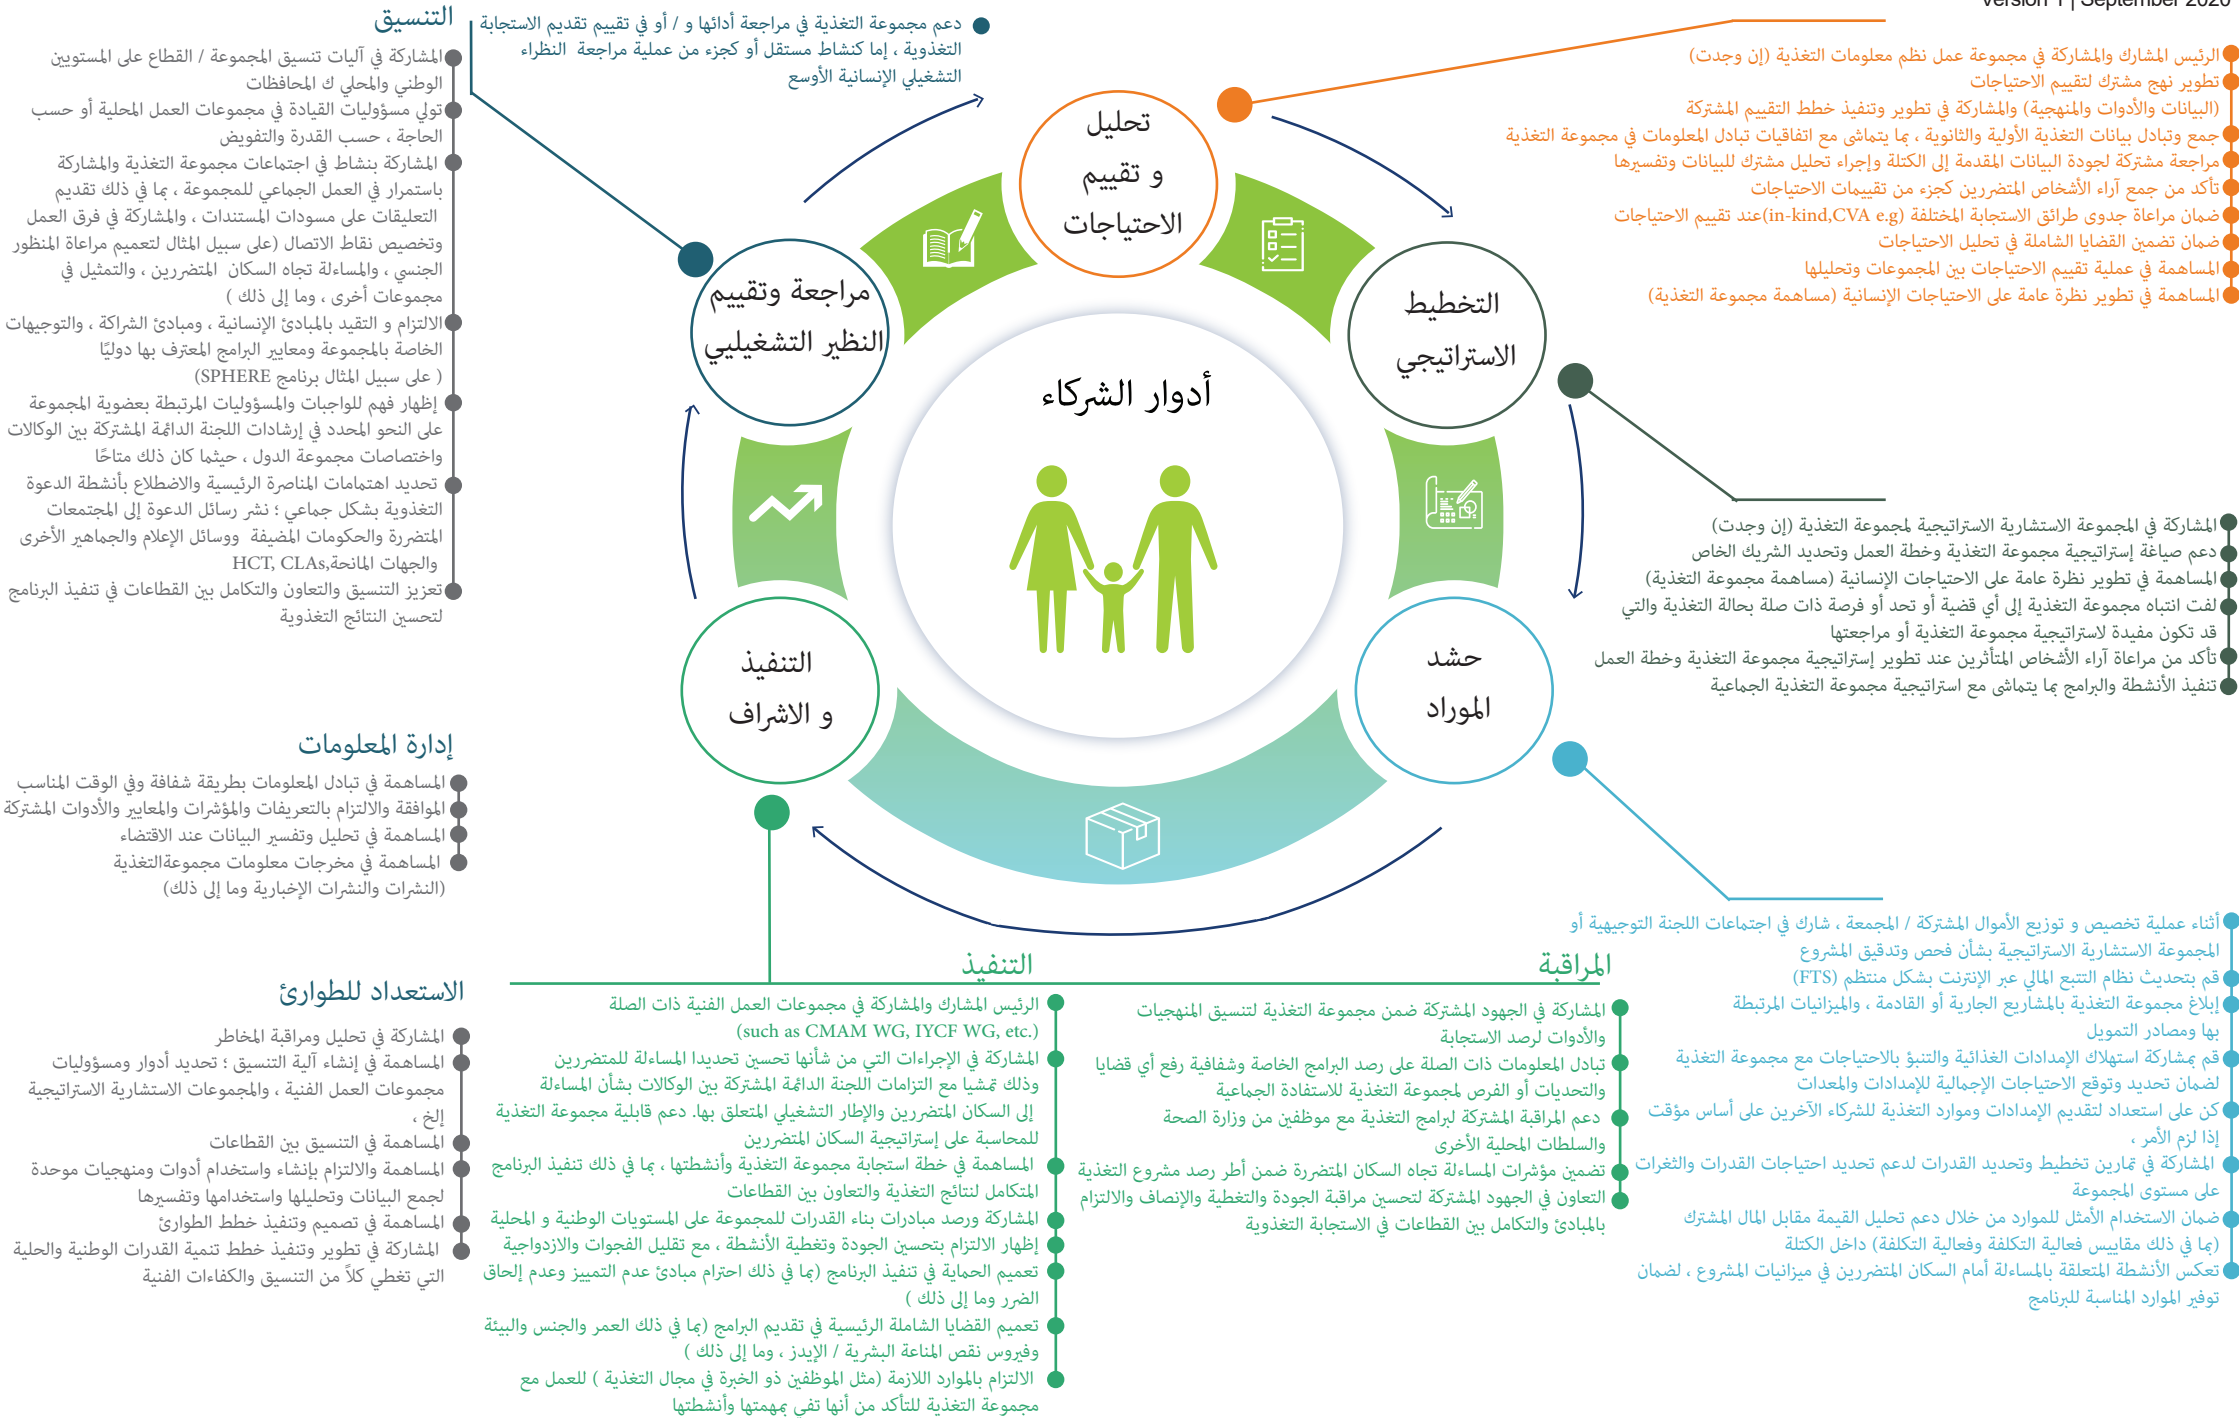 Version 1 | September 2020
أدوار الشركاء
تحليل
و تقييم
الاحتياجات
التخطيط
الاستراتيجي
حشد
الموراد
التنفيذ
و الاشراف
مراجعة وتقييم
النظير التشغيليي
الرئيس المشارك والمشاركة في مجموعة عمل نظم معلومات التغذية (إن وجدت)
تطوير نهج مشترك لتقييم الاحتياجات
(البيانات والأدوات والمنهجية) والمشاركة في تطوير وتنفيذ خطط التقييم المشتركة
جمع وتبادل بيانات التغذية الأولية والثانوية ، بما يتماشى مع اتفاقيات تبادل المعلومات في مجموعة التغذية
مراجعة مشتركة لجودة البيانات المقدمة إلى الكتلة وإجراء تحليل مشترك للبيانات وتفسيرها
تأكد من جمع آراء الأشخاص المتضررين كجزء من تقييمات الاحتياجات
ضمان مراعاة جدوى طرائق الاستجابة المختلفة (in-kind,CVA e.g)عند تقييم الاحتياجات
ضمان تضمين القضايا الشاملة في تحليل الاحتياجات
المساهمة في عملية تقييم الاحتياجات بين المجموعات وتحليلها
المساهمة في تطوير نظرة عامة على الاحتياجات الإنسانية (مساهمة مجموعة التغذية)
المشاركة في المجموعة الاستشارية الاستراتيجية لمجموعة التغذية (إن وجدت)
دعم صياغة إستراتيجية مجموعة التغذية وخطة العمل وتحديد الشريك الخاص
المساهمة في تطوير نظرة عامة على الاحتياجات الإنسانية (مساهمة مجموعة التغذية)
لفت انتباه مجموعة التغذية إلى أي قضية أو تحد أو فرصة ذات صلة بحالة التغذية والتي
قد تكون مفيدة لاستراتيجية مجموعة التغذية أو مراجعتها
تأكد من مراعاة آراء الأشخاص المتأثرين عند تطوير إستراتيجية مجموعة التغذية وخطة العمل
تنفيذ الأنشطة والبرامج بما يتماشى مع استراتيجية مجموعة التغذية الجماعية
أثناء عملية تخصيص و توزيع الأموال المشتركة / المجمعة ، شارك في اجتماعات اللجنة التوجيهية أو
المجموعة الاستشارية الاستراتيجية بشأن فحص وتدقيق المشروع
قم بتحديث نظام التتبع المالي عبر الإنترنت بشكل منتظم (FTS)
إبلاغ مجموعة التغذية بالمشاريع الجارية أو القادمة ، والميزانيات المرتبطة
بها ومصادر التمويل
قم بمشاركة استهلاك الإمدادات الغذائية والتنبؤ بالاحتياجات مع مجموعة التغذية
لضمان تحديد وتوقع الاحتياجات الإجمالية للإمدادات والمعدات
كن على استعداد لتقديم الإمدادات وموارد التغذية للشركاء الآخرين على أساس مؤقت
إذا لزم الأمر ،
المشاركة في تمارين تخطيط وتحديد القدرات لدعم تحديد احتياجات القدرات والثغرات
على مستوى المجموعة
ضمان الاستخدام الأمثل للموارد من خلال دعم تحليل القيمة مقابل المال المشترك
(بما في ذلك مقاييس فعالية التكلفة وفعالية التكلفة) داخل الكتلة
تعكس الأنشطة المتعلقة بالمساءلة أمام السكان المتضررين في ميزانيات المشروع ، لضمان
توفير الموارد المناسبة للبرنامج
المراقبة
المشاركة في الجهود المشتركة ضمن مجموعة التغذية لتنسيق المنهجيات
والأدوات لرصد الاستجابة
تبادل المعلومات ذات الصلة على رصد البرامج الخاصة وشفافية رفع أي قضايا
والتحديات أو الفرص لمجموعة التغذية للاستفادة الجماعية
دعم المراقبة المشتركة لبرامج التغذية مع موظفين من وزارة الصحة
والسلطات المحلية الأخرى
تضمين مؤشرات المساءلة تجاه السكان المتضررة ضمن أطر رصد مشروع التغذية
التعاون في الجهود المشتركة لتحسين مراقبة الجودة والتغطية والإنصاف والالتزام
بالمبادئ والتكامل بين القطاعات في الاستجابة التغذوية
التنفيذ
الرئيس المشارك والمشاركة في مجموعات العمل الفنية ذات الصلة
(such as CMAM WG, IYCF WG, etc.)
المشاركة في الإجراءات التي من شأنها تحسين تحديدا المساءلة للمتضررين
وذلك تمشيا مع التزامات اللجنة الدائمة المشتركة بين الوكالات بشأن المساءلة
إلى السكان المتضررين والإطار التشغيلي المتعلق بها. دعم قابلية مجموعة التغذية
للمحاسبة على إستراتيجية السكان المتضررين
المساهمة في خطة استجابة مجموعة التغذية وأنشطتها ، بما في ذلك تنفيذ البرنامج
المتكامل لنتائج التغذية والتعاون بين القطاعات
المشاركة ورصد مبادرات بناء القدرات للمجموعة على المستويات الوطنية و المحلية
إظهار الالتزام بتحسين الجودة وتغطية الأنشطة ، مع تقليل الفجوات والازدواجية
تعميم الحماية في تنفيذ البرنامج (بما في ذلك احترام مبادئ عدم التمييز وعدم إلحاق
الضرر وما إلى ذلك )
تعميم القضايا الشاملة الرئيسية في تقديم البرامج (بما في ذلك العمر والجنس والبيئة
وفيروس نقص المناعة البشرية / الإيدز ، وما إلى ذلك )
الالتزام بالموارد اللازمة (مثل الموظفين ذو الخبرة في مجال التغذية ) للعمل مع
مجموعة التغذية للتأكد من أنها تفي بمهمتها وأنشطتها
دعم مجموعة التغذية في مراجعة أدائها و / أو في تقييم تقديم الاستجابة
التغذوية ، إما كنشاط مستقل أو كجزء من عملية مراجعة النظراء
التشغيلي الإنسانية الأوسع
التنسيق
المشاركة في آليات تنسيق المجموعة / القطاع على المستويين
الوطني والمحلي ك المحافظات
تولي مسؤوليات القيادة في مجموعات العمل المحلية أو حسب
الحاجة ، حسب القدرة والتفويض
المشاركة بنشاط في اجتماعات مجموعة التغذية والمشاركة
باستمرار في العمل الجماعي للمجموعة ، بما في ذلك تقديم
التعليقات على مسودات المستندات ، والمشاركة في فرق العمل
وتخصيص نقاط الاتصال (على سبيل المثال لتعميم مراعاة المنظور
الجنسي ، والمساءلة تجاه السكان المتضررين ، والتمثيل في
مجموعات أخرى ، وما إلى ذلك )
الالتزام و التقيد بالمبادئ الإنسانية ، ومبادئ الشراكة ، والتوجيهات
الخاصة بالمجموعة ومعايير البرامج المعترف بها دوليًا
( على سبيل المثال برنامج SPHERE)
إظهار فهم للواجبات والمسؤوليات المرتبطة بعضوية المجموعة
على النحو المحدد في إرشادات اللجنة الدائمة المشتركة بين الوكالات
واختصاصات مجموعة الدول ، حيثما كان ذلك متاحًا
تحديد اهتمامات المناصرة الرئيسية والاضطلاع بأنشطة الدعوة
التغذوية بشكل جماعي ؛ نشر رسائل الدعوة إلى المجتمعات
المتضررة والحكومات المضيفة ووسائل الإعلام والجماهير الأخرى
والجهات المانحة,HCT, CLAs
تعزيز التنسيق والتعاون والتكامل بين القطاعات في تنفيذ البرنامج
لتحسين النتائج التغذوية
إدارة المعلومات
المساهمة في تبادل المعلومات بطريقة شفافة وفي الوقت المناسب
الموافقة والالتزام بالتعريفات والمؤشرات والمعايير والأدوات المشتركة
المساهمة في تحليل وتفسير البيانات عند الاقتضاء
المساهمة في مخرجات معلومات مجموعةالتغذية
(النشرات والنشرات الإخبارية وما إلى ذلك)
الاستعداد للطوارئ
المشاركة في تحليل ومراقبة المخاطر
المساهمة في إنشاء آلية التنسيق ؛ تحديد أدوار ومسؤوليات
مجموعات العمل الفنية ، والمجموعات الاستشارية الاستراتيجية
إلخ ،
المساهمة في التنسيق بين القطاعات
المساهمة والالتزام بإنشاء واستخدام أدوات ومنهجيات موحدة
لجمع البيانات وتحليلها واستخدامها وتفسيرها
المساهمة في تصميم وتنفيذ خطط الطوارئ
المشاركة في تطوير وتنفيذ خطط تنمية القدرات الوطنية والحلية
التي تغطي كلاً من التنسيق والكفاءات الفنية